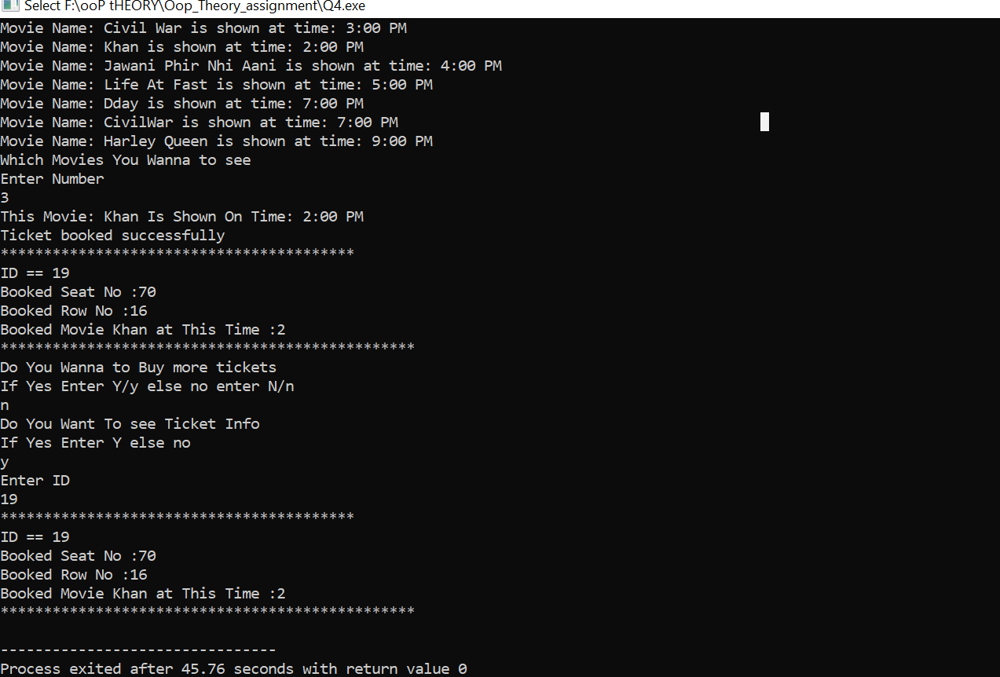 Select F:\ooP tHEORY\Oop_Theory_assignment\Q4.exe
Movie Name: Civil War is shown at time: 3:00 PM
Movie Name: Khan is shown at time: 2:00 PM
Movie Name: Jawani Phir Nhi Aani is shown at time: 4:00 PM
Movie Name: Life At Fast is shown at time: 5:00 PM
Movie Name: Dday is shown at time: 7:00 PM
Movie Name: CivilWar is shown at time: 7:00 PM
Movie Name: Harley Queen is shown at time: 9:00 PM
Which Movies You Wanna to see
Enter Number
3
This Movie: Khan Is Shown On Time: 2:00 PM
Ticket booked successfully
*****************************************
ID == 19
Booked Seat No :70
Booked Row No :16
Booked Movie Khan at This Time :2
************************************************
Do You Wanna to Buy more tickets
If Yes Enter Y/y else no enter N/n
n
Do You Want To see Ticket Info
If Yes Enter Y else no
y
Enter ID
19
*****************************************
ID == 19
Booked Seat No :70
Booked Row No :16
Booked Movie Khan at This Time :2
************************************************
--------------------------------
Process exited after 45.76 seconds with return value 0